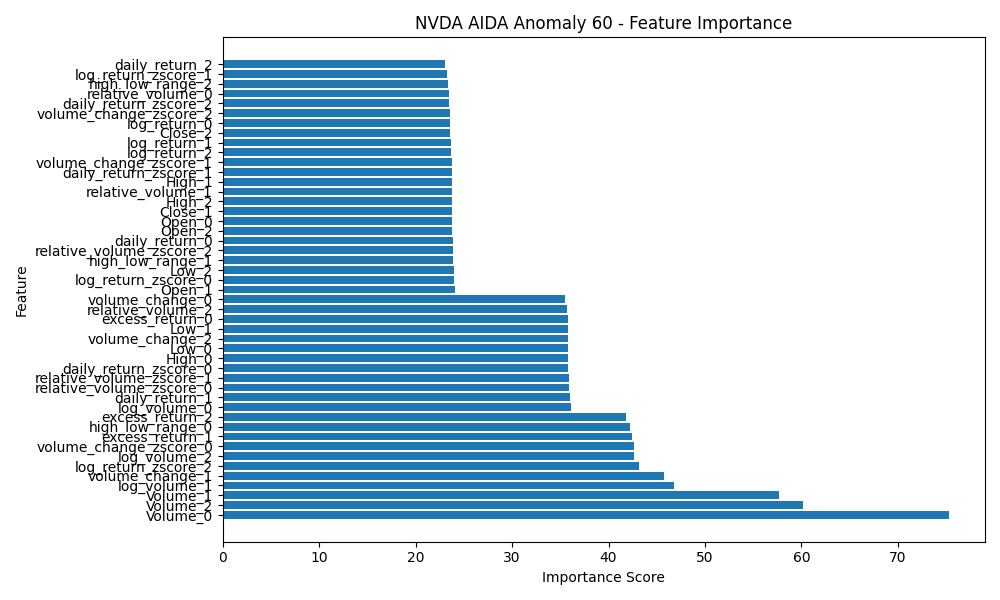 NVDA AIDA Anomaly 60 - Feature Importance
daily_return_2
log_return_zscore_1
high_low_range_2
relative_volume_0
daily_return_zscore_2
volume_change_zscore_2
log_return_0
Close_2
log_return_1
log_return_2
volume_change_zscore_1
daily_return_zscore_1
High_1
relative_volume_1
High_2
Close_1
Open_0
Open_2
daily_return_0
relative_volume_zscore_2
high_low_range_1
Low_2
log_return_zscore_0
Open_1
volume_change_0
relative_volume_2
excess_return_0
Low_1
volume_change_2
Low_0
High_0
daily_return_zscore_0
relative_volume_zscore_1
relative_volume_zscore_0
daily_return_1
log_volume_0
excess_return_2
high_low_range_0
excess_return_1
volume_change_zscore_0
log_volume_2
log_return_zscore_2
volume_change_1
log_volume_1
Volume_1
Volume_2
Volume_0
Feature
0 10 20 30 40 50 60 70
Importance Score